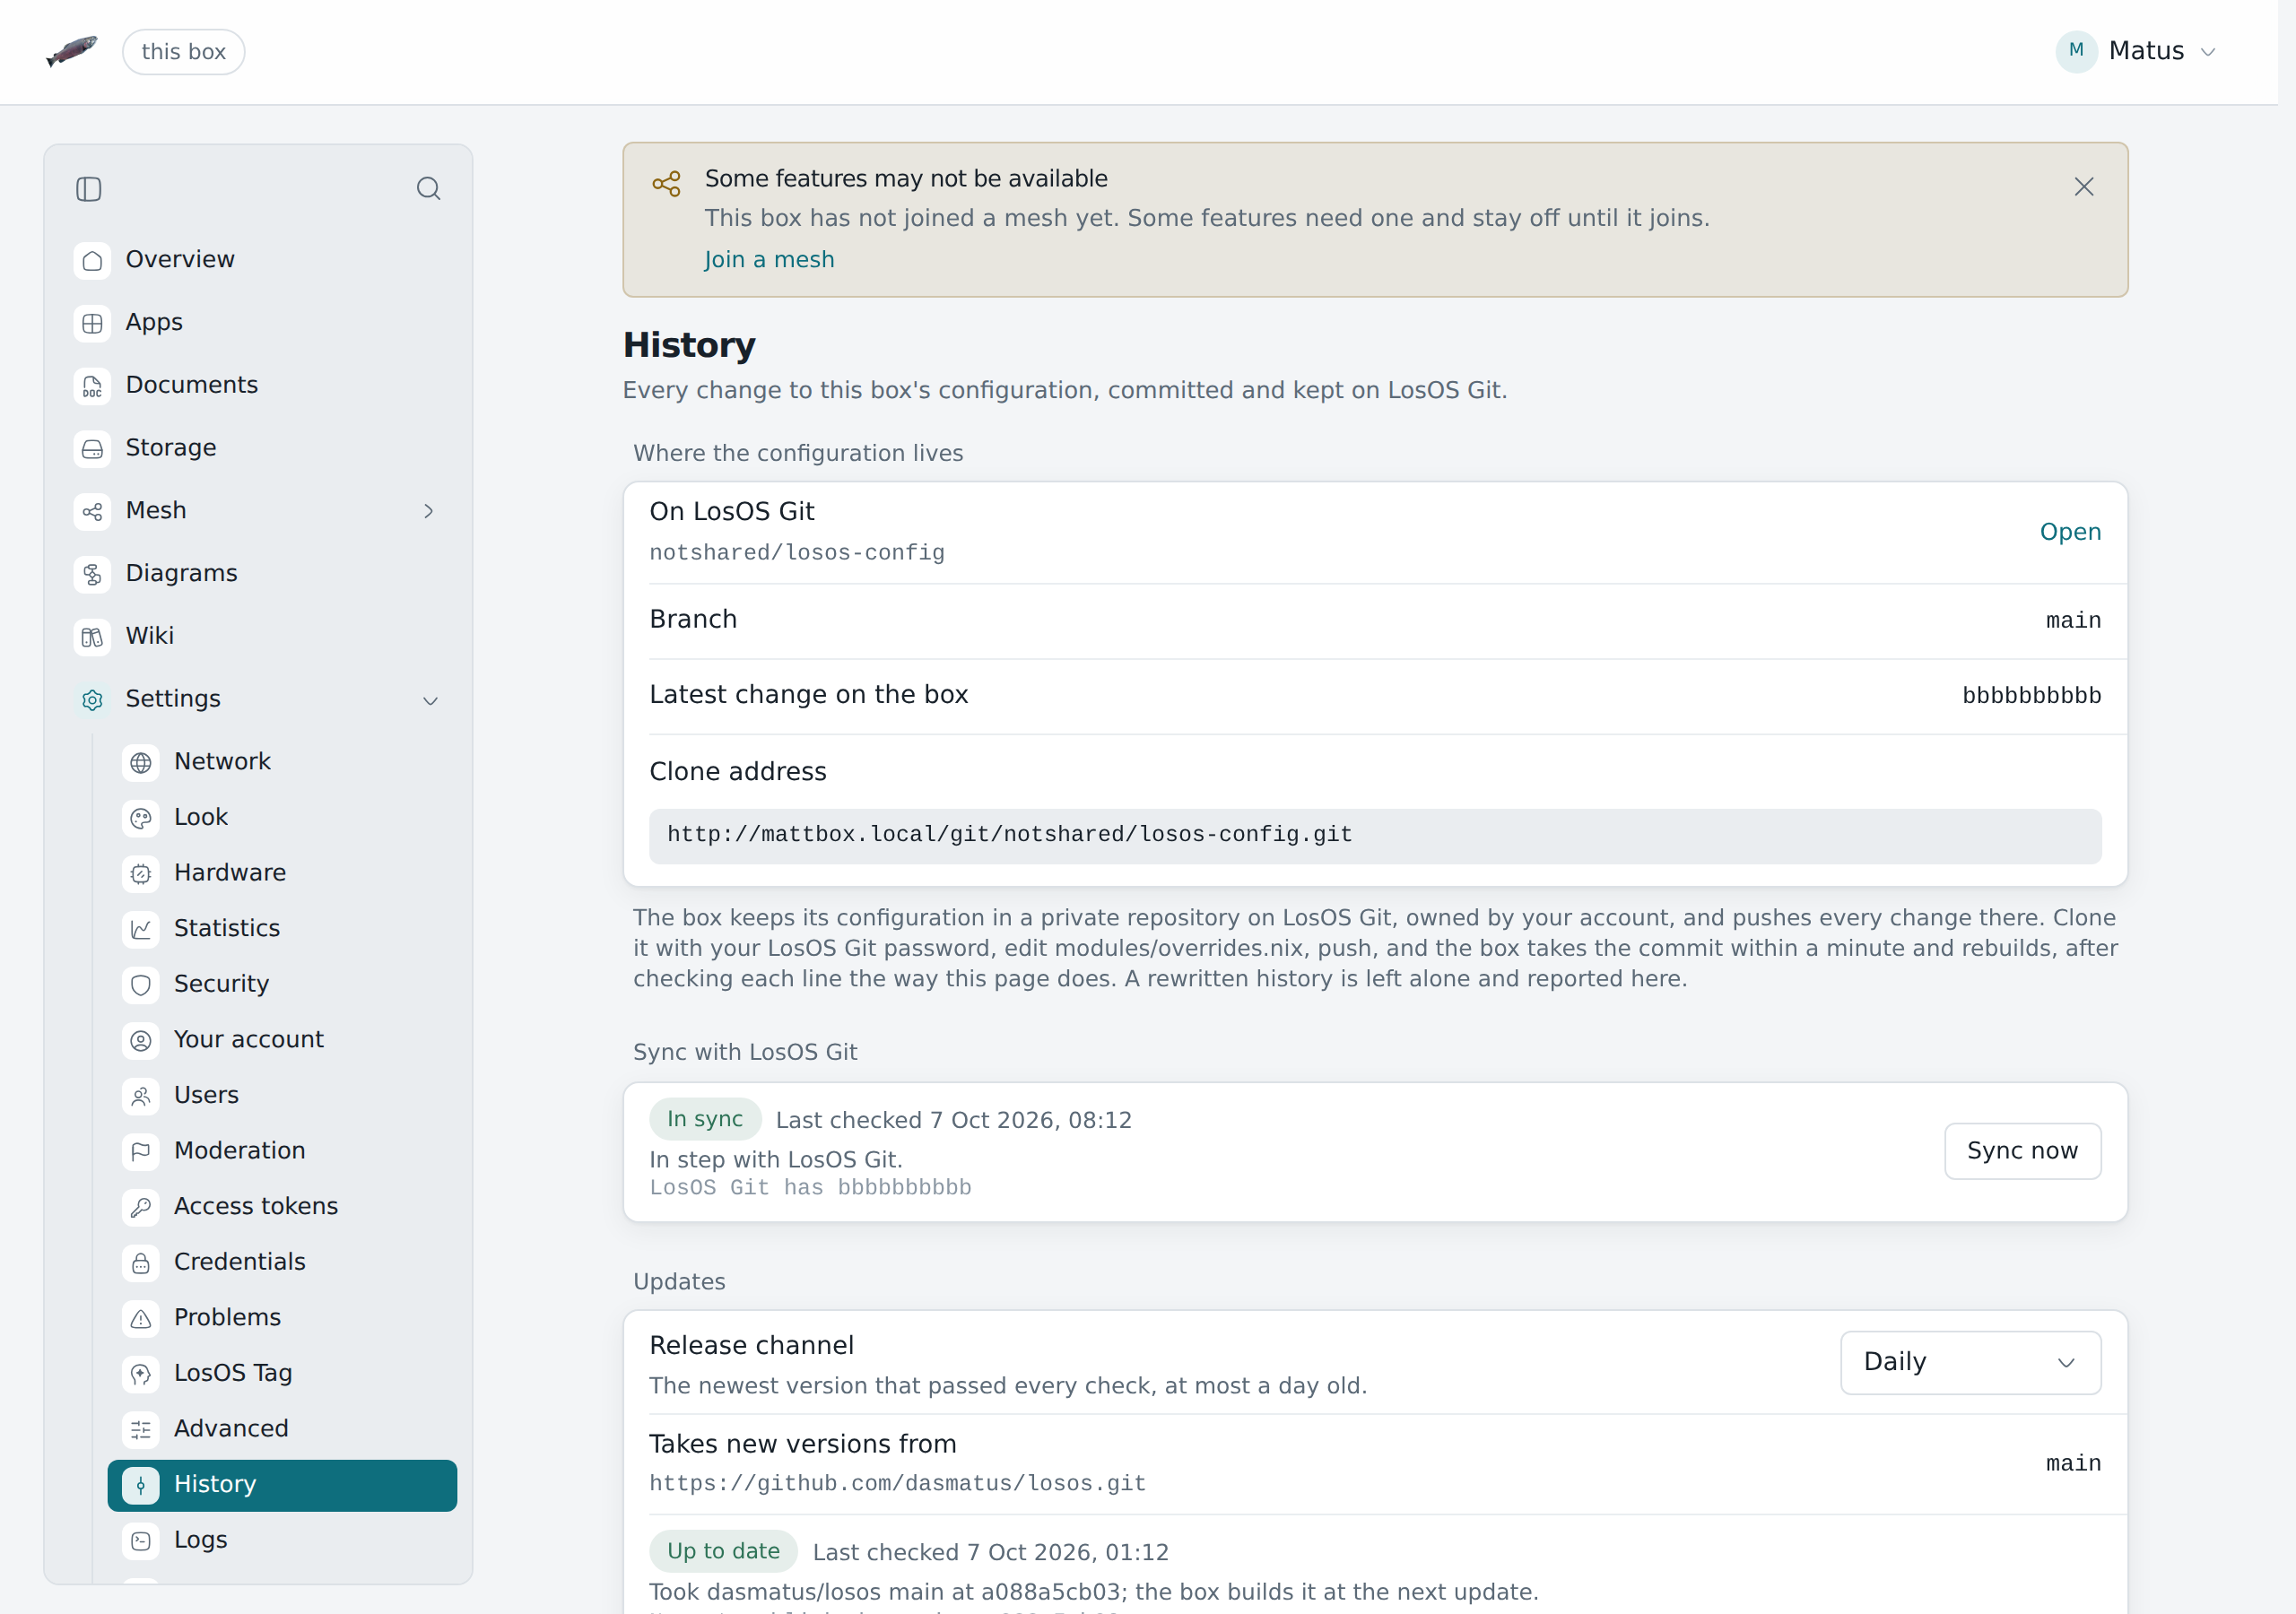 this box
M Matus
Overview
Apps
Documents
Storage
Mesh
Diagrams
Wiki
Settings
Network
Look
Hardware
Statistics
Security
Your account
Users
Moderation
Access tokens
Credentials
Problems
LosOS Tag
Advanced
History
Logs
Some features may not be available
This box has not joined a mesh yet. Some features need one and stay off until it joins.
Join a mesh
History
Every change to this box's configuration, committed and kept on LosOS Git.
Where the configuration lives
On LosOS Git
notshared/losos-config
Open
Branch
main
Latest change on the box
bbbbbbbbbb
Clone address
http://mattbox.local/git/notshared/losos-config.git
The box keeps its configuration in a private repository on LosOS Git, owned by your account, and pushes every change there. Clone
it with your LosOS Git password, edit modules/overrides.nix, push, and the box takes the commit within a minute and rebuilds, after
checking each line the way this page does. A rewritten history is left alone and reported here.
Sync with LosOS Git
In sync Last checked 7 Oct 2026, 08:12
In step with LosOS Git.
LosOS Git has bbbbbbbbbb
Sync now
Updates
Release channel
The newest version that passed every check, at most a day old.
Daily
Takes new versions from
https://github.com/dasmatus/losos.git
main
Up to date Last checked 7 Oct 2026, 01:12
Took dasmatus/losos main at a088a5cb03; the box builds it at the next update.